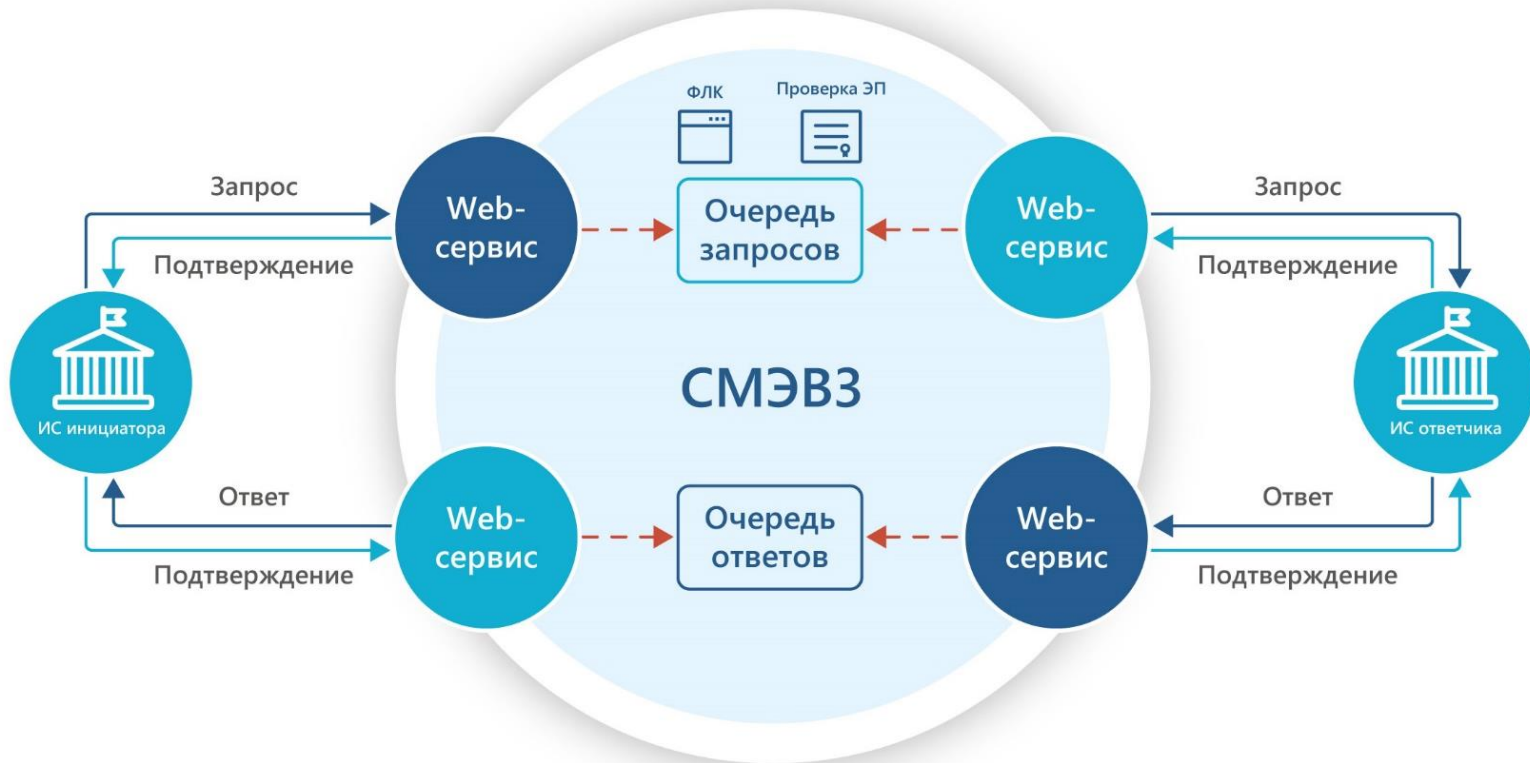 ФЛК
Проверка ЭП
Запрос
Web-
сервис
Очередь
запросов
Web-
сервис
Запрос
Подтверждение
Подтверждение
ИС инициатора
СМЭВ3
ИС ответчика
Ответ
Web-
сервис
Очередь
ответов
Web-
сервис
Ответ
Подтверждение
Подтверждение